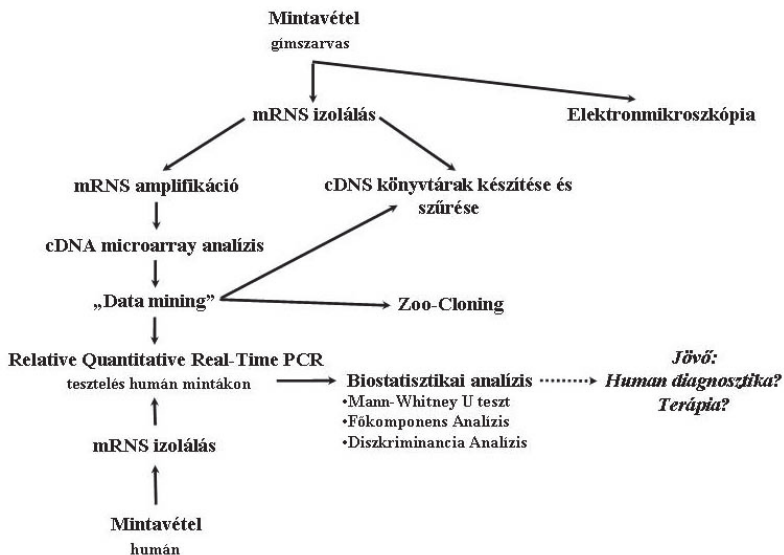 Mintavétel
gímszarvas
mRNS izolálás
Elektronmikroszkópia
mRNS amplifikáció
cDNS könyvtárak készítése és
szűrése
cDNA microarray analízis
„Data mining”
Zoo-Cloning
Relative Quantitative Real-Time PCR
tesztelés humán mintákon
Biostatisztikai analízis
•Mann-Whitney U teszt
•Főkomponens Analízis
•Diszkriminancia Analízis
Jövő:
Human diagnosztika?
Terápia?
mRNS izolálás
Mintavétel
humán